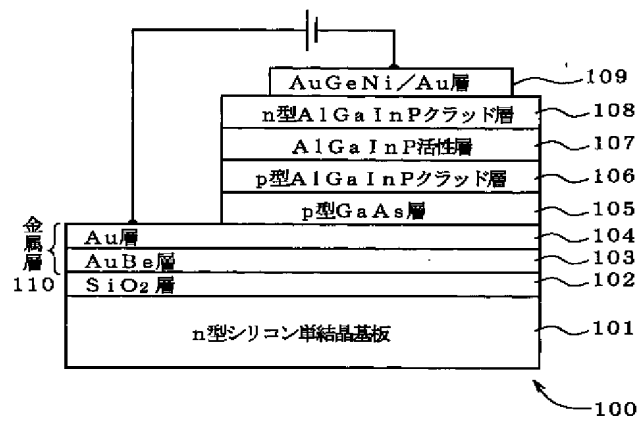 AuGeNi/Au層 109
n型AlGaInPクラッド層 108
AlGaInP活性層 107
p型AlGaInPクラッド層 106
p型GaAs層 105
金属層 110
Au層 104
AuBe層 103
SiO₂層 102
n型シリコン単結晶基板 101
100